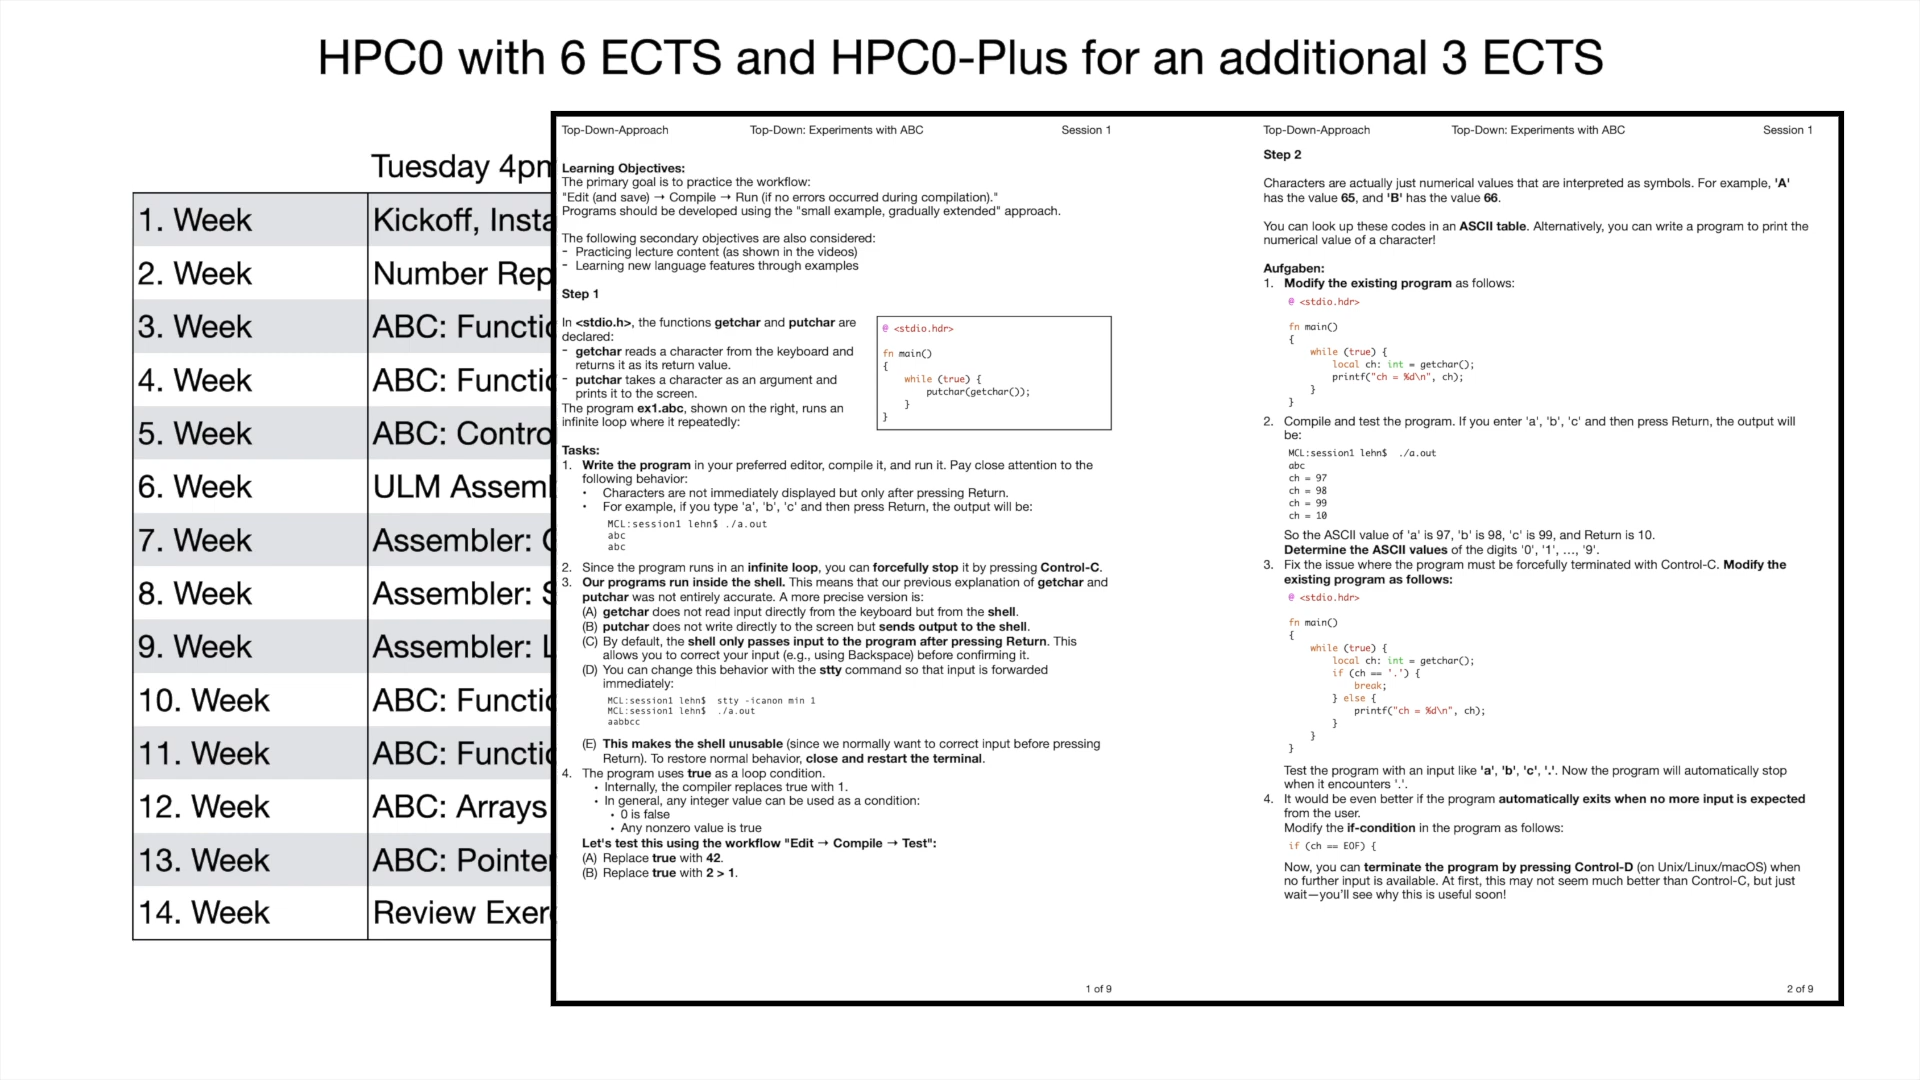 HPC0 with 6 ECTS and HPC0-Plus for an additional 3 ECTS
Tuesday 4pm
1. Week
Kickoff, Insta
2. Week
Number Rep
3. Week
ABC: Functio
4. Week
ABC: Functio
5. Week
ABC: Contro
6. Week
ULM Assembl
7. Week
Assembler:
8. Week
Assembler: S
9. Week
Assembler: L
10. Week
ABC: Functio
11. Week
ABC: Functio
12. Week
ABC: Arrays
13. Week
ABC: Pointer
14. Week
Review Exerc
Top-Down-Approach Top-Down: Experiments with ABC Session 1
Learning Objectives:
The primary goal is to practice the workflow:
"Edit (and save) → Compile → Run (if no errors occurred during compilation)."
Programs should be developed using the "small example, gradually extended" approach.
The following secondary objectives are also considered:
- Practicing lecture content (as shown in the videos)
- Learning new language features through examples
Step 1
In <stdio.h>, the functions getchar and putchar are
declared:
- getchar reads a character from the keyboard and
returns it as its return value.
- putchar takes a character as an argument and
prints it to the screen.
The program ex1.abc, shown on the right, runs an
infinite loop where it repeatedly:
@ <stdio.hdr>
fn main()
{
while (true) {
putchar(getchar());
}
}
Tasks:
1. Write the program in your preferred editor, compile it, and run it. Pay close attention to the
following behavior:
• Characters are not immediately displayed but only after pressing Return.
• For example, if you type 'a', 'b', 'c' and then press Return, the output will be:
MCL:session1 lehn$ ./a.out
abc
abc
2. Since the program runs in an infinite loop, you can forcefully stop it by pressing Control-C.
3. Our programs run inside the shell. This means that our previous explanation of getchar and
putchar was not entirely accurate. A more precise version is:
(A) getchar does not read input directly from the keyboard but from the shell.
(B) putchar does not write directly to the screen but sends output to the shell.
(C) By default, the shell only passes input to the program after pressing Return. This
allows you to correct your input (e.g., using Backspace) before confirming it.
(D) You can change this behavior with the stty command so that input is forwarded
immediately:
MCL:session1 lehn$ stty -icanon min 1
MCL:session1 lehn$ ./a.out
aabbcc
(E) This makes the shell unusable (since we normally want to correct input before pressing
Return). To restore normal behavior, close and restart the terminal.
4. The program uses true as a loop condition.
• Internally, the compiler replaces true with 1.
• In general, any integer value can be used as a condition:
• 0 is false
• Any nonzero value is true
Let's test this using the workflow "Edit → Compile → Test":
(A) Replace true with 42.
(B) Replace true with 2 > 1.
1 of 9
Top-Down-Approach Top-Down: Experiments with ABC Session 1
Step 2
Characters are actually just numerical values that are interpreted as symbols. For example, 'A'
has the value 65, and 'B' has the value 66.
You can look up these codes in an ASCII table. Alternatively, you can write a program to print the
numerical value of a character!
Aufgaben:
1. Modify the existing program as follows:
@ <stdio.hdr>
fn main()
{
while (true) {
local ch: int = getchar();
printf("ch = %d\n", ch);
}
}
2. Compile and test the program. If you enter 'a', 'b', 'c' and then press Return, the output will
be:
MCL:session1 lehn$ ./a.out
abc
ch = 97
ch = 98
ch = 99
ch = 10
So the ASCII value of 'a' is 97, 'b' is 98, 'c' is 99, and Return is 10.
Determine the ASCII values of the digits '0', '1', …, '9'.
3. Fix the issue where the program must be forcefully terminated with Control-C. Modify the
existing program as follows:
@ <stdio.hdr>
fn main()
{
while (true) {
local ch: int = getchar();
if (ch == '.') {
break;
} else {
printf("ch = %d\n", ch);
}
}
}
Test the program with an input like 'a', 'b', 'c', '.'. Now the program will automatically stop
when it encounters '.'.
4. It would be even better if the program automatically exits when no more input is expected
from the user.
Modify the if-condition in the program as follows:
if (ch == EOF) {
Now, you can terminate the program by pressing Control-D (on Unix/Linux/macOS) when
no further input is available. At first, this may not seem much better than Control-C, but just
wait—you'll see why this is useful soon!
2 of 9